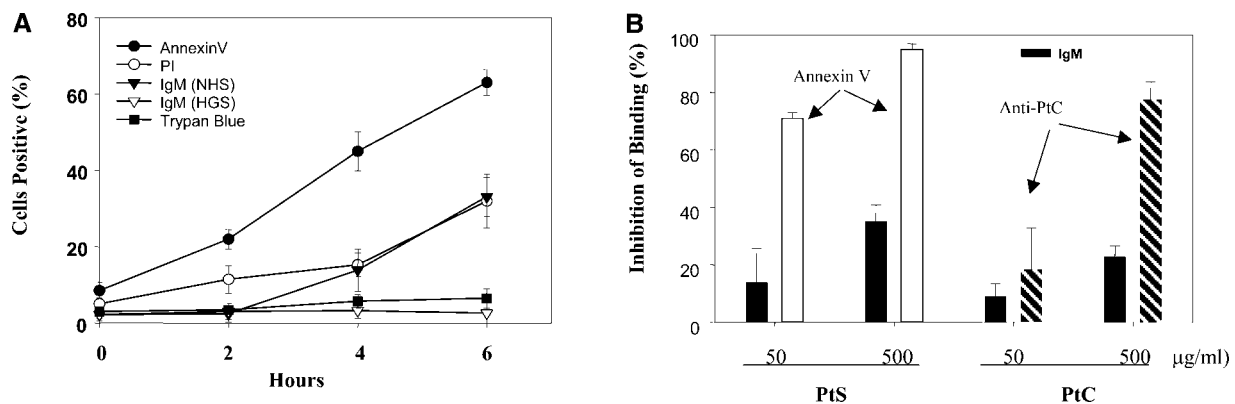 A
Cells Positive (%)
80
60
40
20
0
AnnexinV
PI
IgM (NHS)
IgM (HGS)
Trypan Blue
0 2 4 6
Hours
B
Inhibition of Binding (%)
100
80
60
40
20
0
IgM
Annexin V
Anti-PtC
50 500 50 500 μg/ml)
PtS PtC